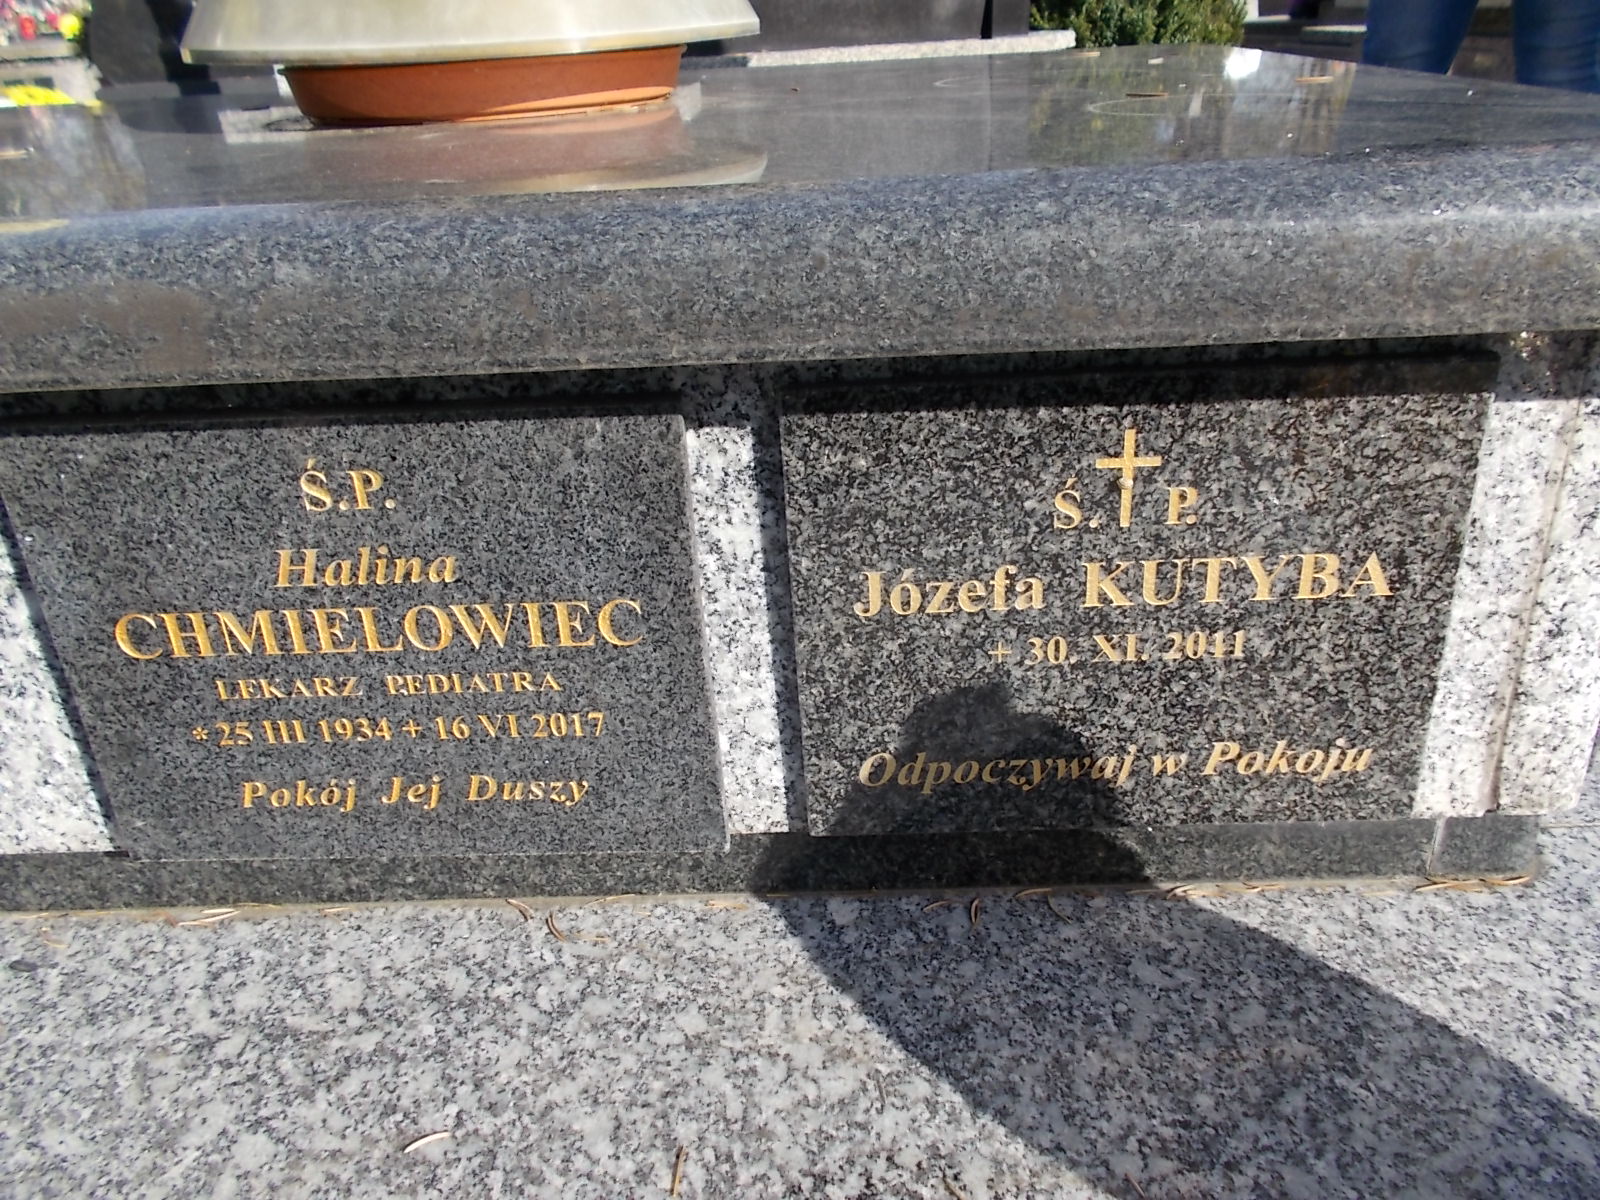 Ś.P.
Halina
CHMIELOWIEC
LEKARZ PEDIATRA
* 25 III 1934 + 16 VI 2017
Pokój Jej Duszy
Ś. P.
Józefa KUTYBA
+ 30. XI. 2011
Odpoczywaj w Pokoju